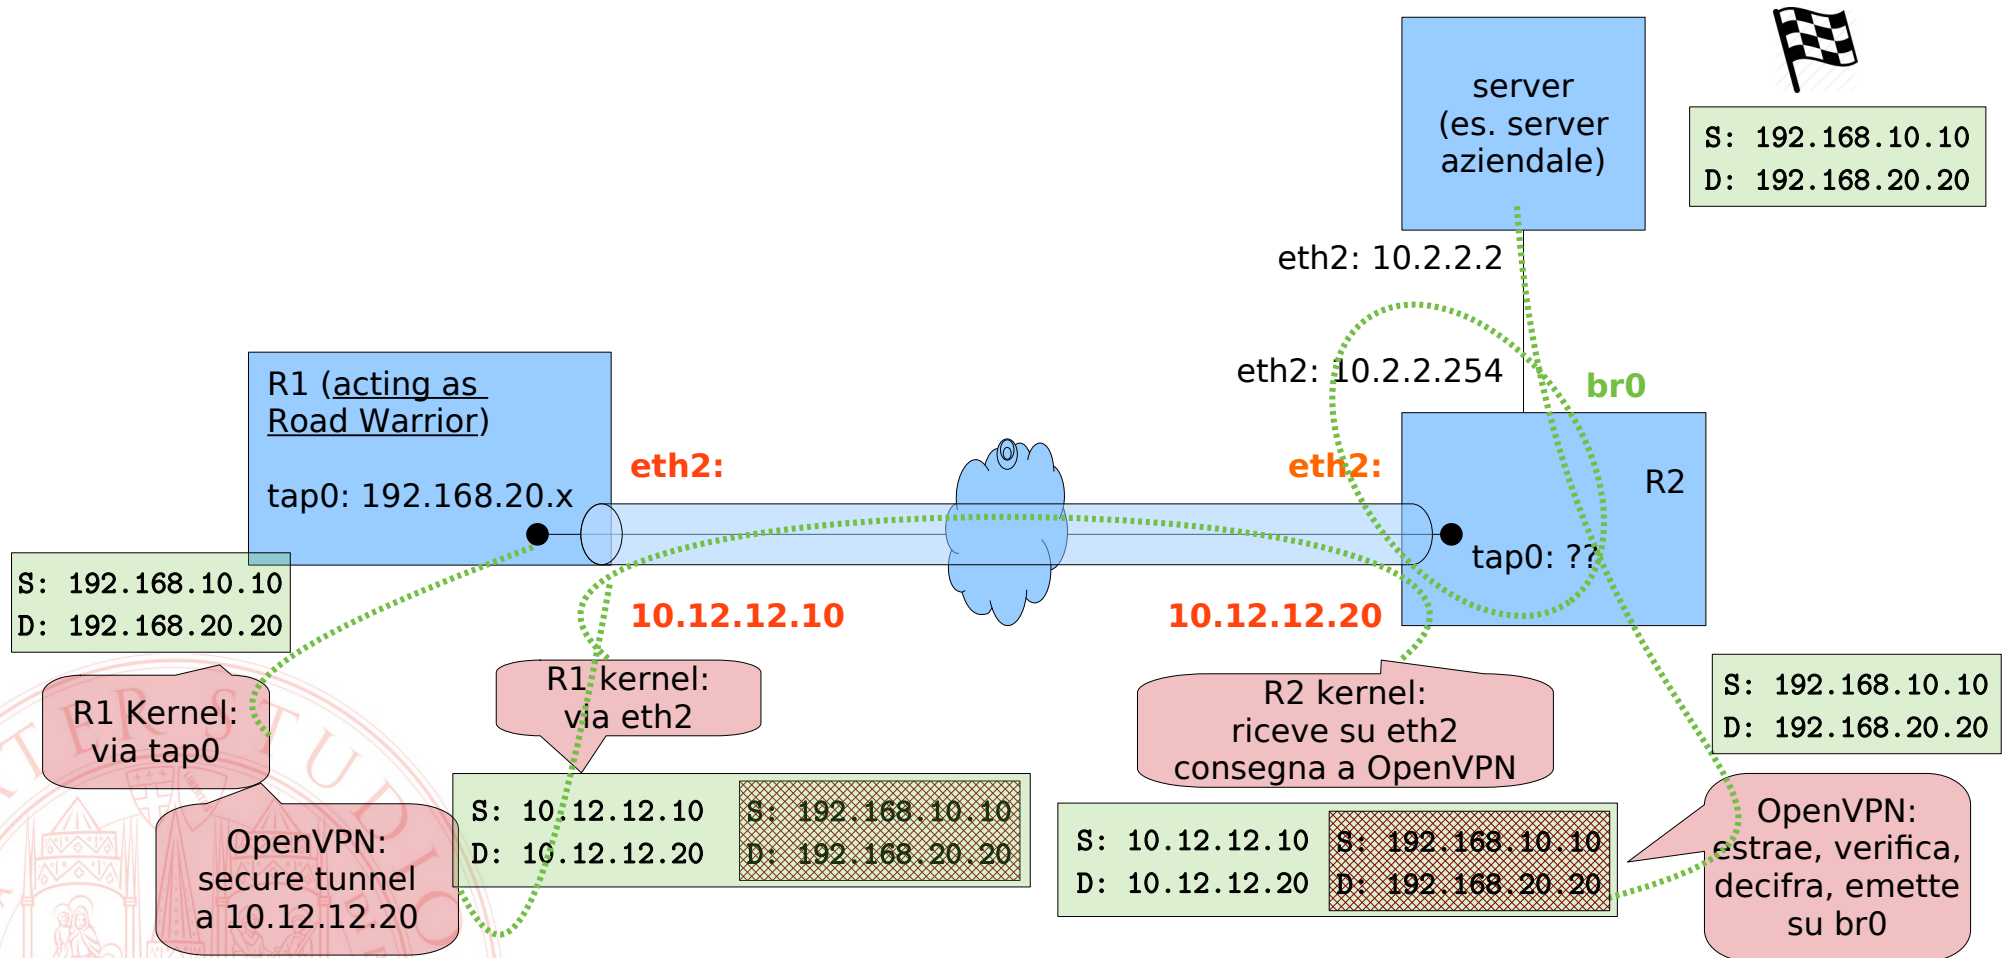 server
(es. server
aziendale)
S: 192.168.10.10
D: 192.168.20.20
eth2: 10.2.2.2
eth2: 10.2.2.254
br0
R1 (acting as
Road Warrior)
tap0: 192.168.20.x
eth2:
eth2:
R2
tap0: ??
S: 192.168.10.10
D: 192.168.20.20
10.12.12.10
10.12.12.20
R1 Kernel:
via tap0
R1 kernel:
via eth2
R2 kernel:
riceve su eth2
consegna a OpenVPN
S: 192.168.10.10
D: 192.168.20.20
OpenVPN:
secure tunnel
a 10.12.12.20
S: 10.12.12.10
D: 10.12.12.20
S: 192.168.10.10
D: 192.168.20.20
S: 10.12.12.10
D: 10.12.12.20
S: 192.168.10.10
D: 192.168.20.20
OpenVPN:
estrae, verifica,
decifra, emette
su br0